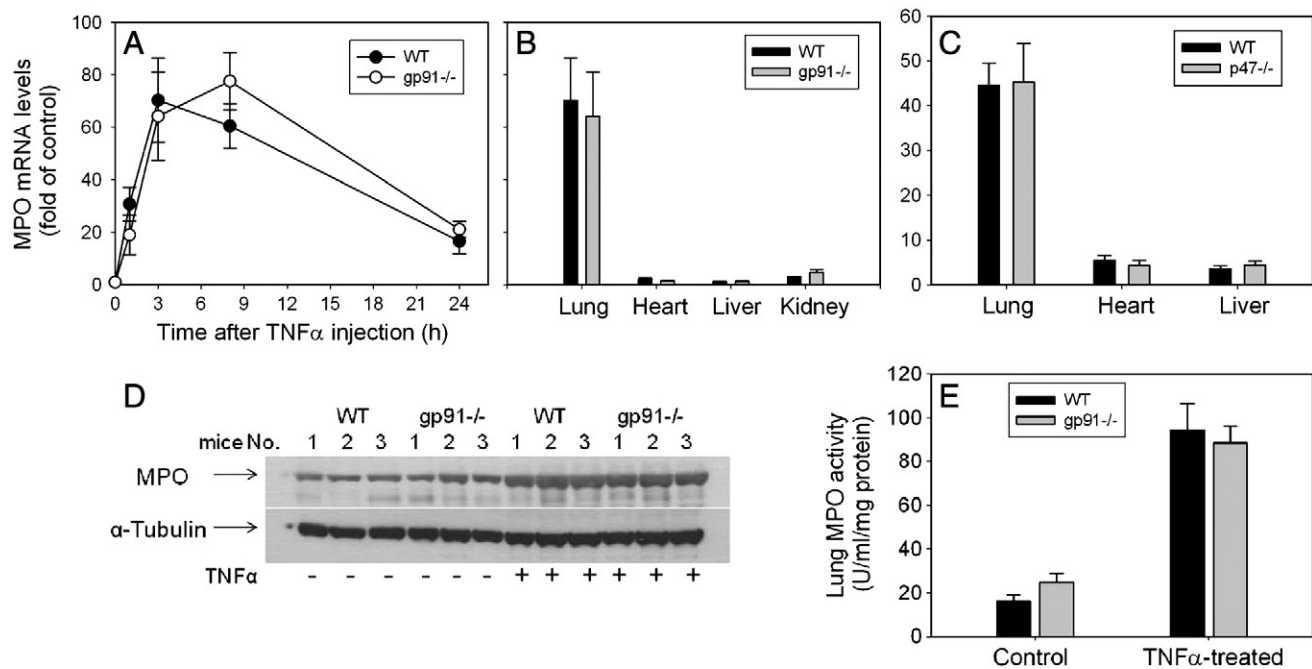 MPO mRNA levels
(fold of control)
A
100
80
60
40
20
0
WT
gp91-/-
0 3 6 9 12 15 18 21 24
Time after TNFα injection (h)
B
WT
gp91-/-
Lung Heart Liver Kidney
C
60
50
40
30
20
10
0
WT
p47-/-
Lung Heart Liver
D
WT gp91-/- WT gp91-/-
mice No. 1 2 3 1 2 3 1 2 3 1 2 3
MPO
α-Tubulin
TNFα - - - - - - + + + + + +
E
Lung MPO activity
(U/ml/mg protein)
120
100
80
60
40
20
0
WT
gp91-/-
Control TNFα-treated